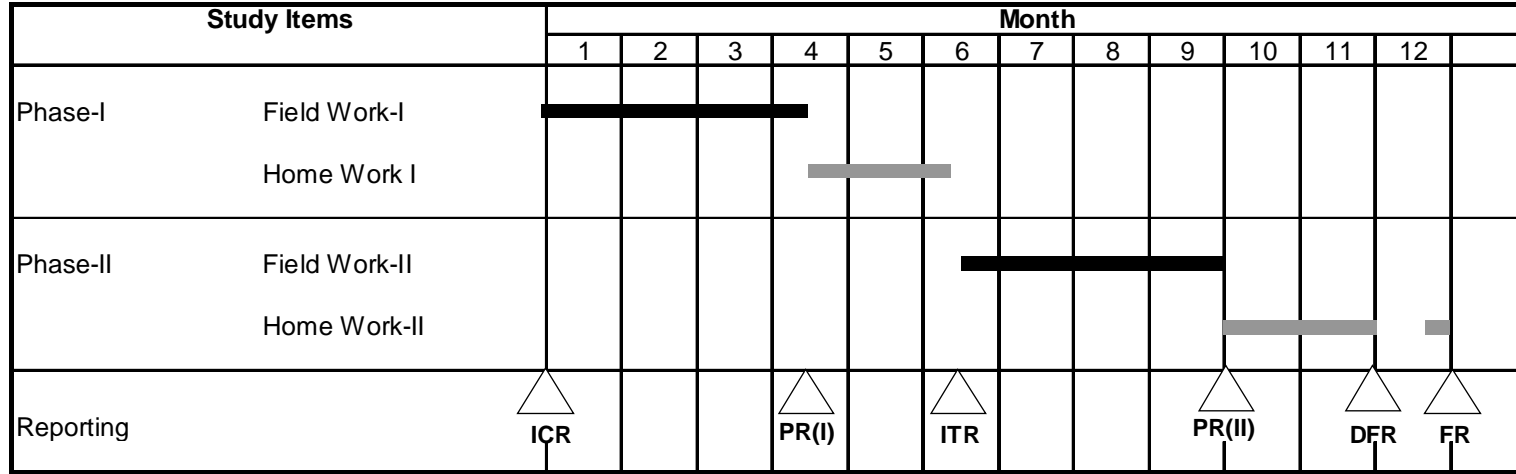 Study Items Month
1 2 3 4 5 6 7 8 9 10 11 12
Phase-I Field Work-I
Home Work I
Phase-II Field Work-II
Home Work-II
Reporting ICR PR(I) ITR PR(II) DFR FR